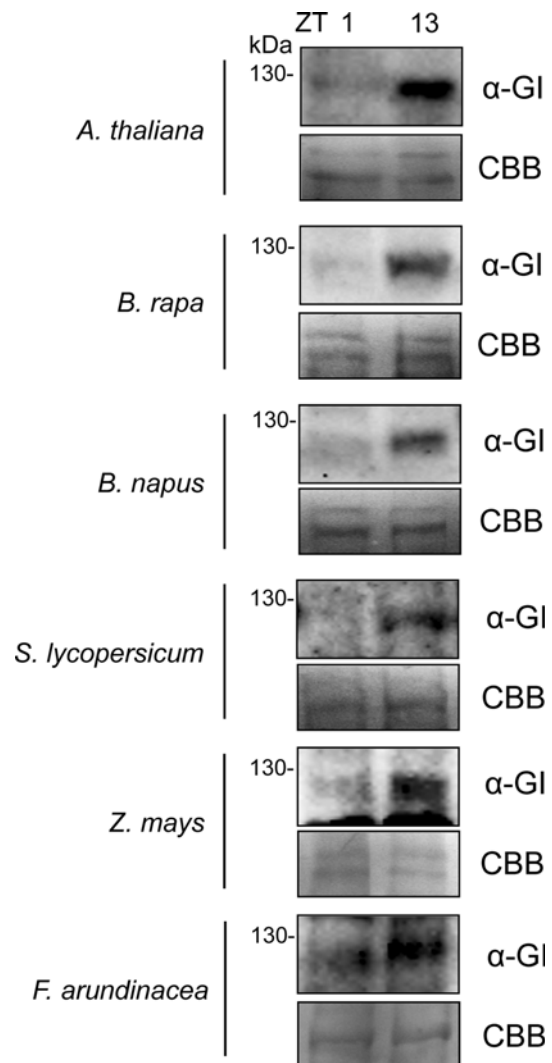 ZT 1 13
kDa
130-
α-GI
A. thaliana
CBB
130-
α-GI
B. rapa
CBB
130-
α-GI
B. napus
CBB
130-
α-GI
S. lycopersicum
CBB
130-
α-GI
Z. mays
CBB
130-
α-GI
F. arundinacea
CBB